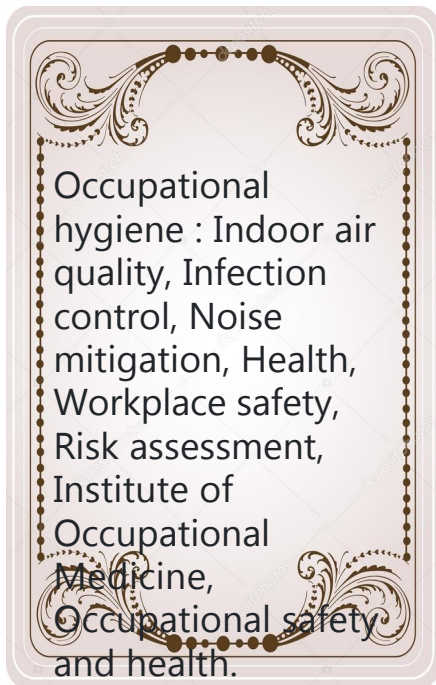 Occupational
hygiene : Indoor air
quality, Infection
control, Noise
mitigation, Health,
Workplace safety,
Risk assessment,
Institute of
Occupational
Medicine,
Occupational safety
and health.